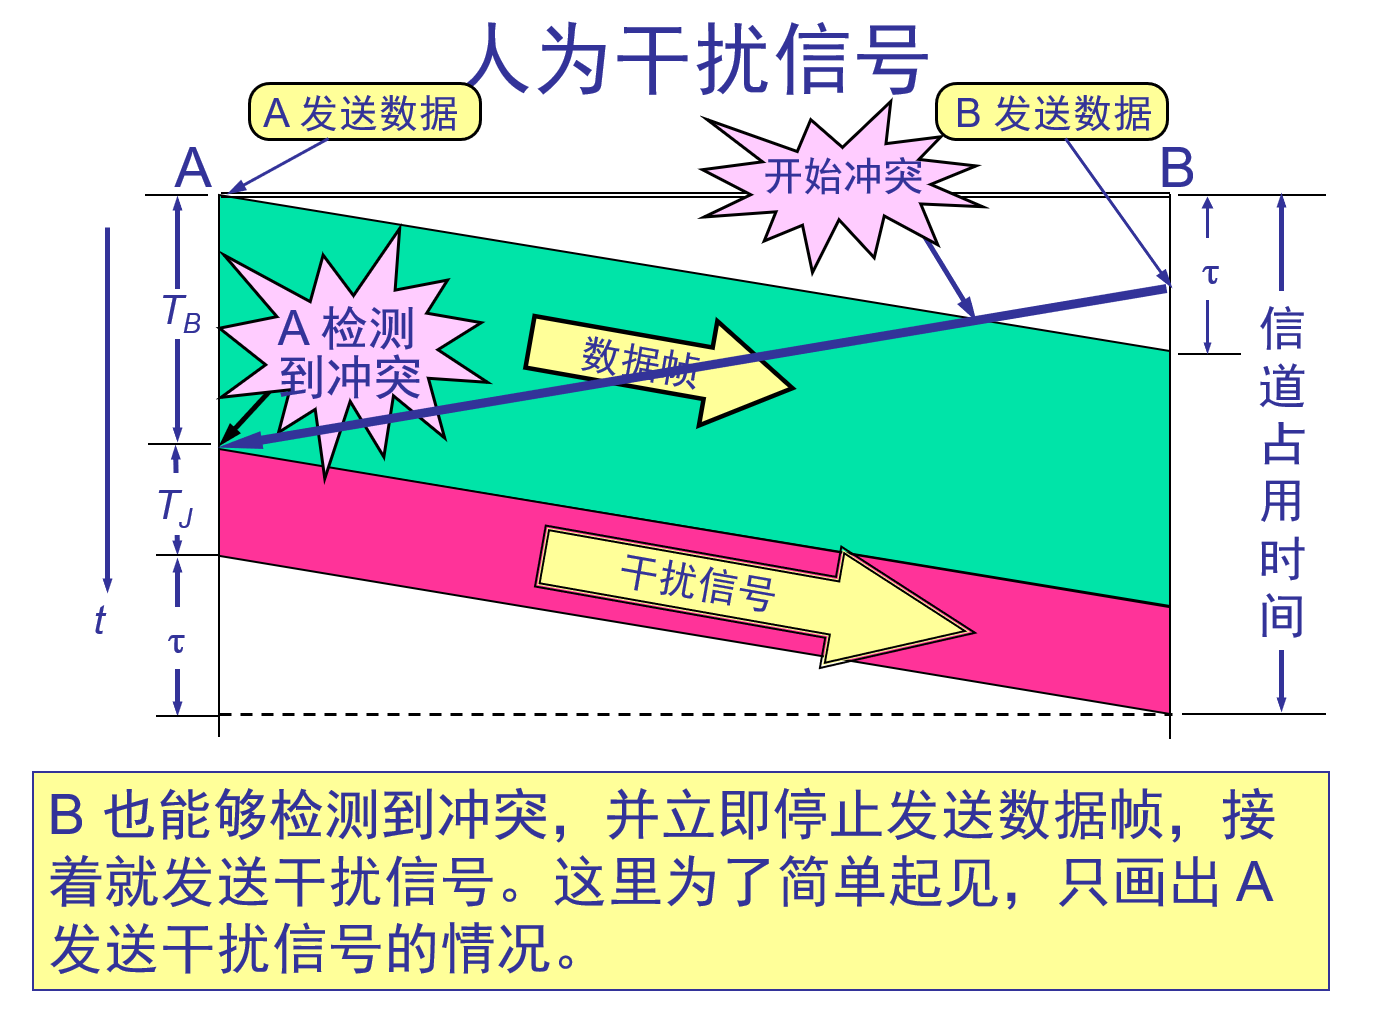 人为干扰信号
A 发送数据
B 发送数据
A
B
开始冲突
τ
T_B
A 检测
到冲突
数据帧
信道占用时间
T_J
干扰信号
t
τ
B 也能够检测到冲突，并立即停止发送数据帧，接
着就发送干扰信号。这里为了简单起见，只画出 A
发送干扰信号的情况。